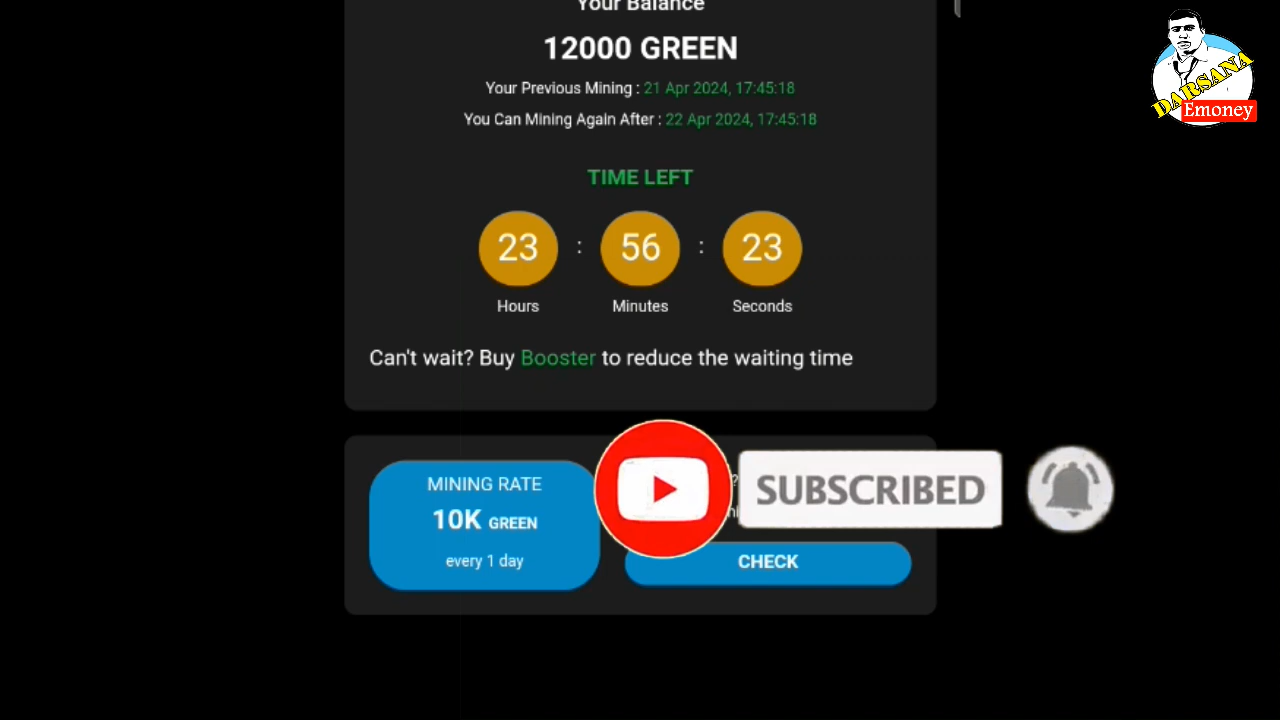 Your Balance
12000 GREEN
Your Previous Mining : 21 Apr 2024, 17:45:18
You Can Mining Again After : 22 Apr 2024, 17:45:18
TIME LEFT
23 : 56 : 23
Hours Minutes Seconds
Can't wait? Buy Booster to reduce the waiting time
MINING RATE
10K GREEN
every 1 day
SUBSCRIBED
CHECK
DARSANA
Emoney